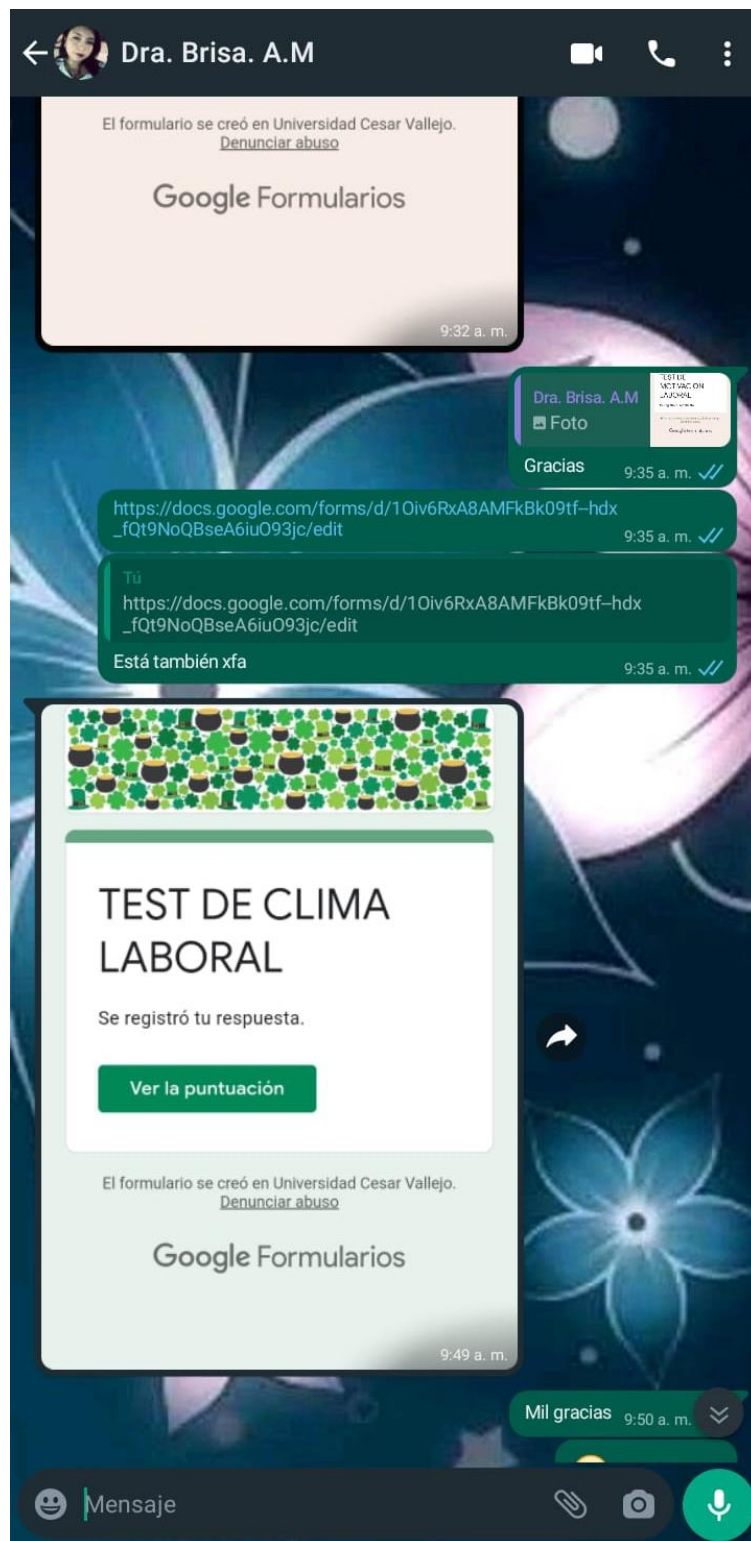 Dra. Brisa. A.M
El formulario se creó en Universidad Cesar Vallejo.
Denunciar abuso
Google Formularios
9:32 a. m.
Dra. Brisa. A.M
Foto
TEST DE
MOTIVACION
LABORAL
Gracias
9:35 a. m.
https://docs.google.com/forms/d/1Oiv6RxA8AMFkBk09tf--hdx
_fQt9NoQBseA6iuO93jc/edit
9:35 a. m.
Tú
https://docs.google.com/forms/d/1Oiv6RxA8AMFkBk09tf--hdx
_fQt9NoQBseA6iuO93jc/edit
Está también xfa
9:35 a. m.
TEST DE CLIMA
LABORAL
Se registró tu respuesta.
Ver la puntuación
El formulario se creó en Universidad Cesar Vallejo.
Denunciar abuso
Google Formularios
9:49 a. m.
Mil gracias
9:50 a. m.
Mensaje